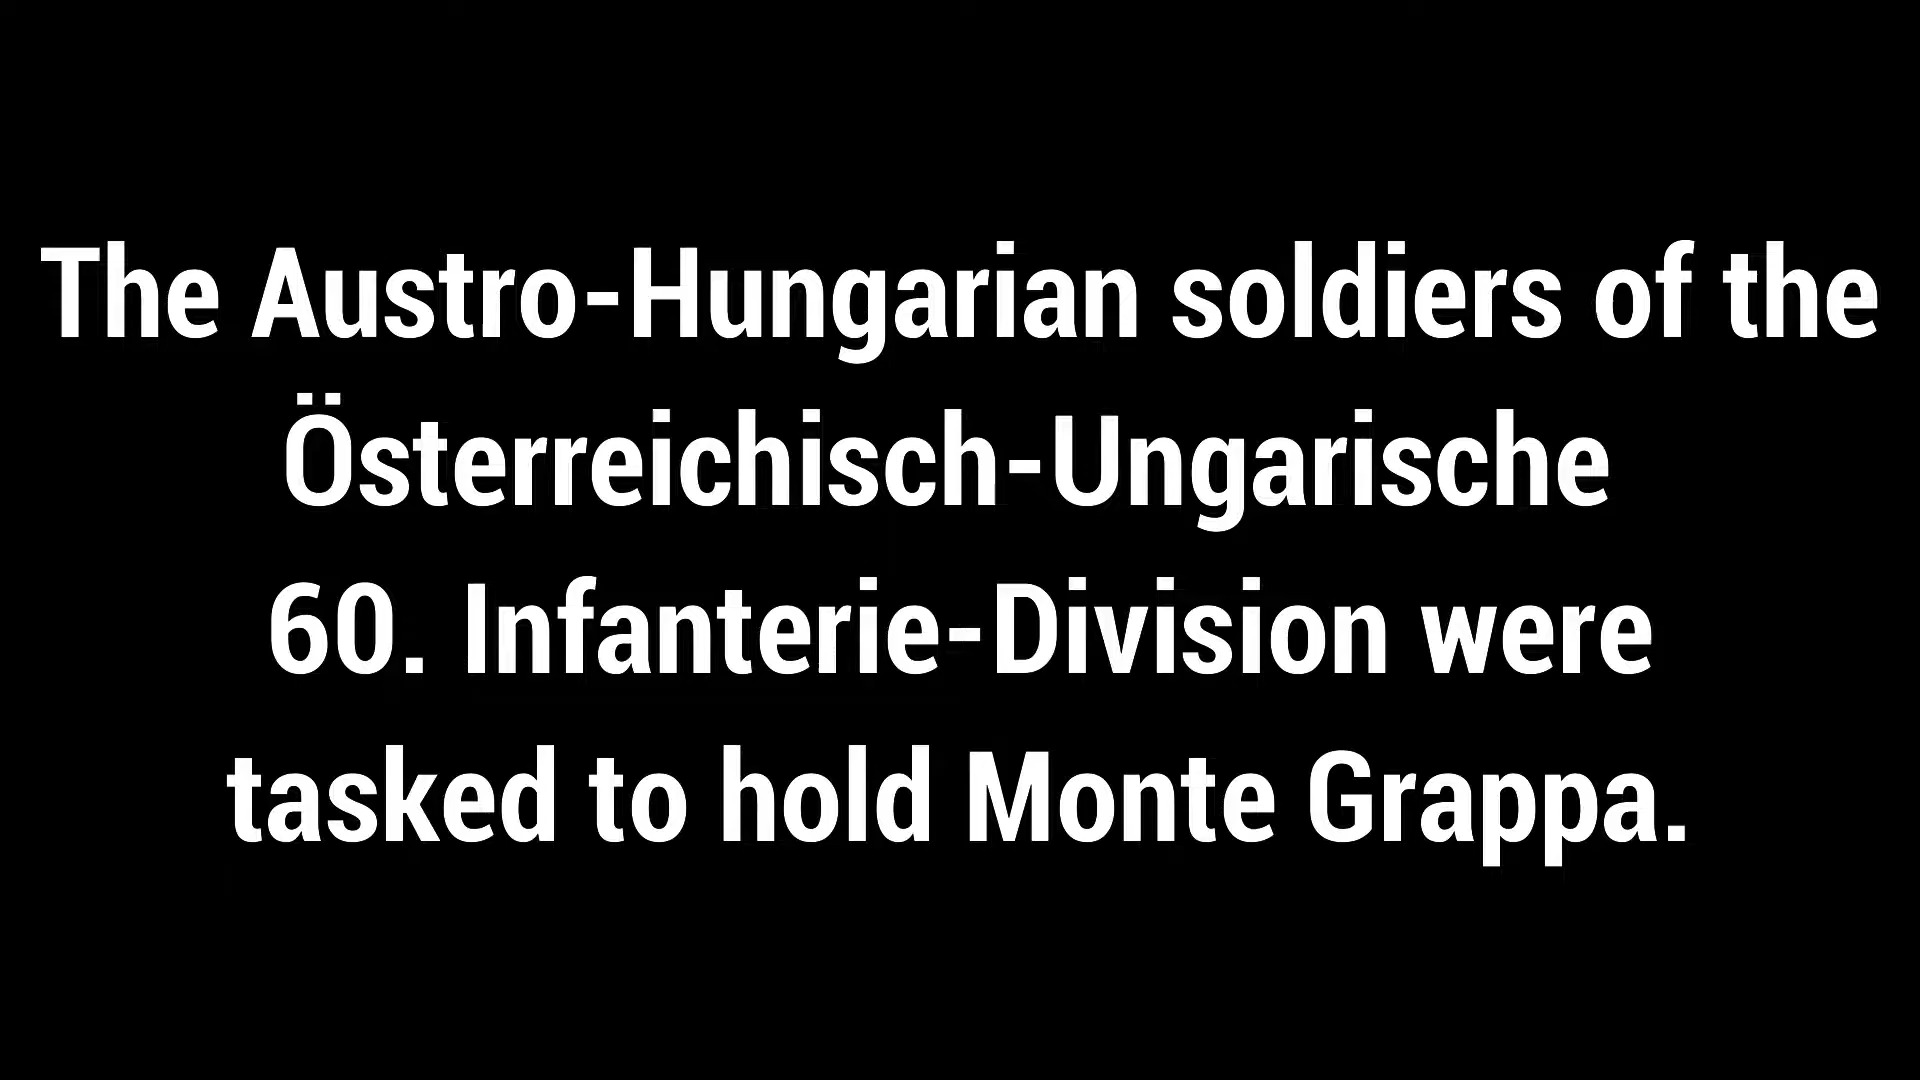 The Austro-Hungarian soldiers of the
Österreichisch-Ungarische
60. Infanterie-Division were
tasked to hold Monte Grappa.